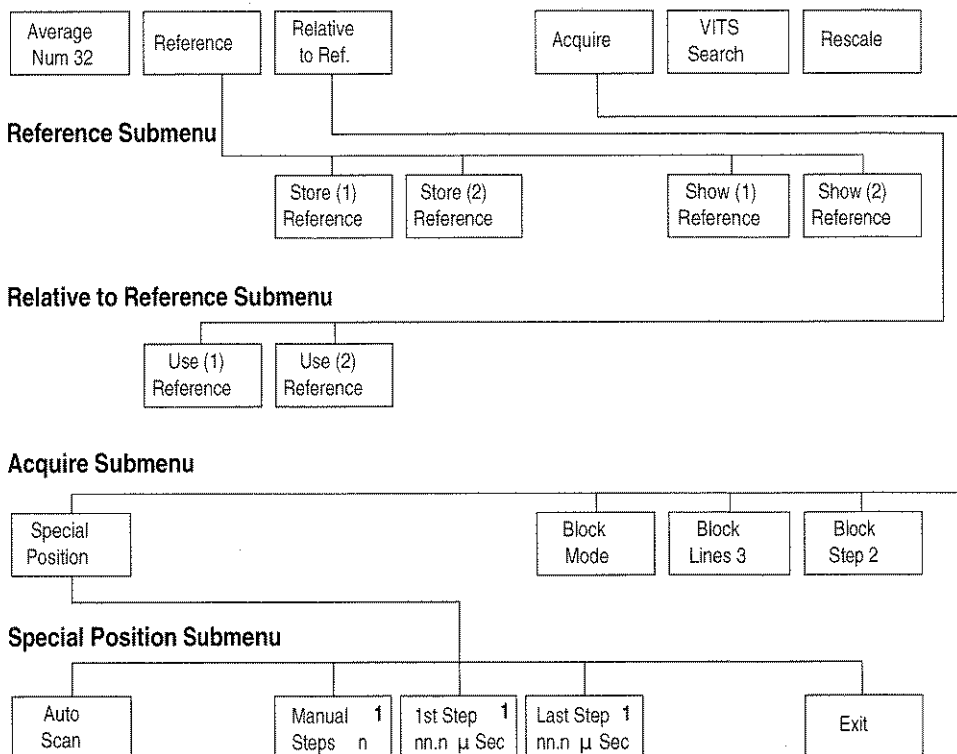 Average
Num 32
Reference
Relative
to Ref.
Acquire
VITS
Search
Rescale
Reference Submenu
Store (1)
Reference
Store (2)
Reference
Show (1)
Reference
Show (2)
Reference
Relative to Reference Submenu
Use (1)
Reference
Use (2)
Reference
Acquire Submenu
Special
Position
Block
Mode
Block
Lines 3
Block
Step 2
Special Position Submenu
Auto
Scan
Manual 1
Steps n
1st Step 1
nn.n µ Sec
Last Step 1
nn.n µ Sec
Exit